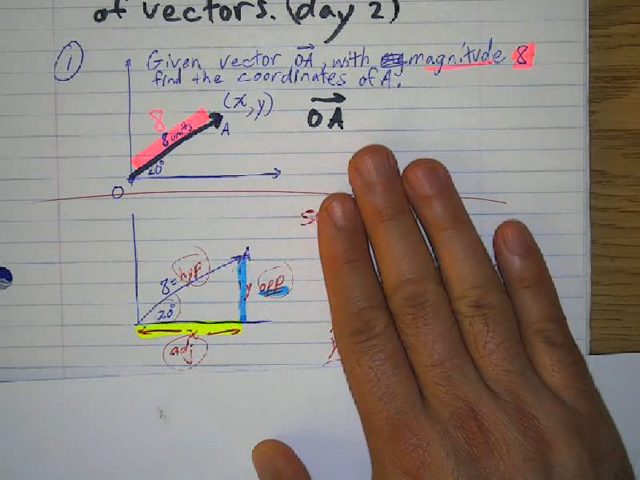 of vectors. (day 2)
① Given vector OA, with magnitude 8
find the coordinates of A.
(x, y)
8
8 units
A
OA
20°
O
A
8=hyp
y opp
20°
x
adj